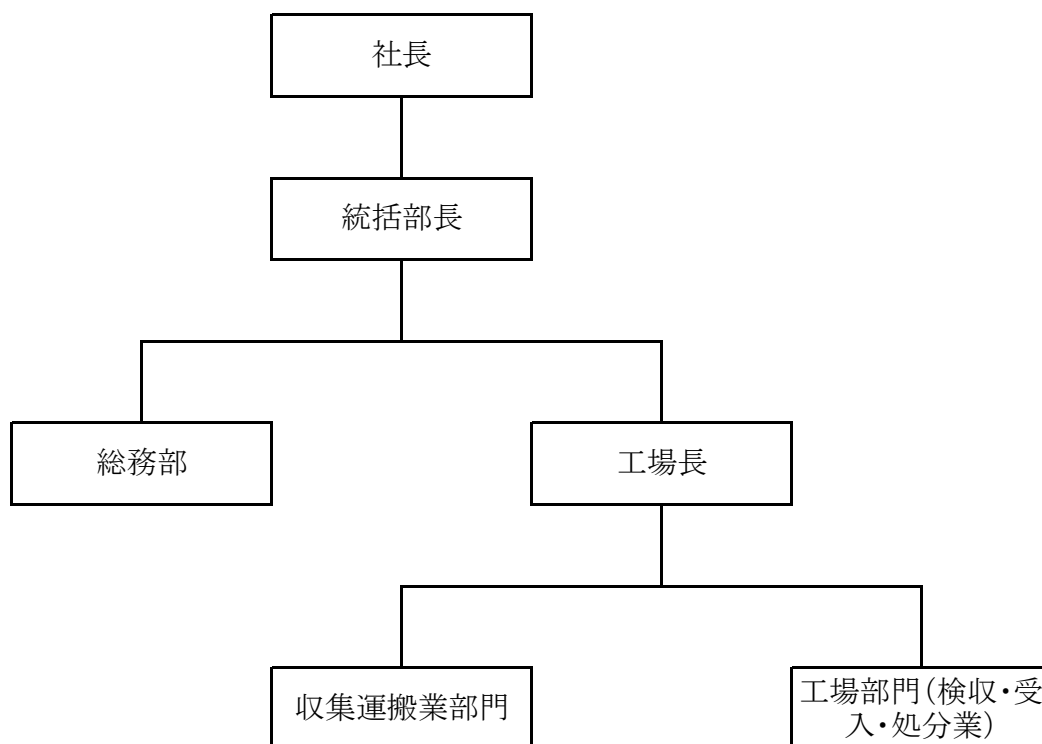 社長
統括部長
総務部
工場長
収集運搬業部門
工場部門(検収・受
入・処分業)